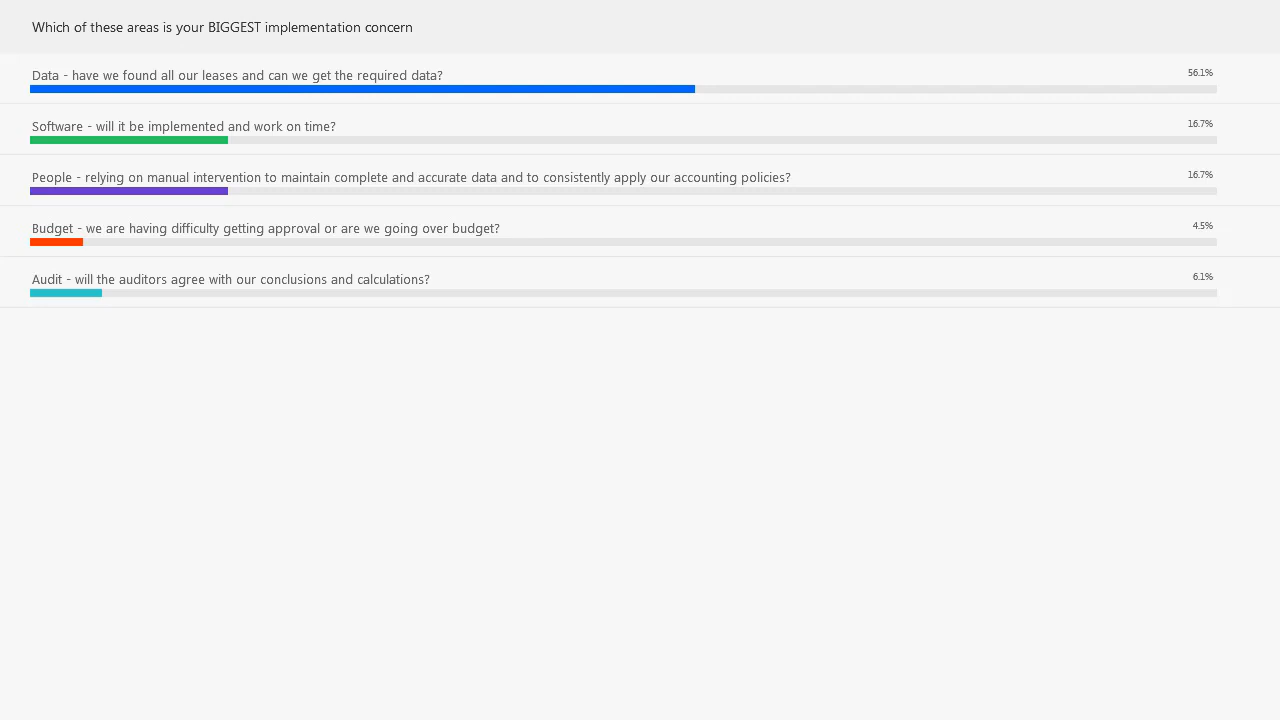 Which of these areas is your BIGGEST implementation concern
Data - have we found all our leases and can we get the required data?
56.1%
Software - will it be implemented and work on time?
16.7%
People - relying on manual intervention to maintain complete and accurate data and to consistently apply our accounting policies?
16.7%
Budget - we are having difficulty getting approval or are we going over budget?
4.5%
Audit - will the auditors agree with our conclusions and calculations?
6.1%